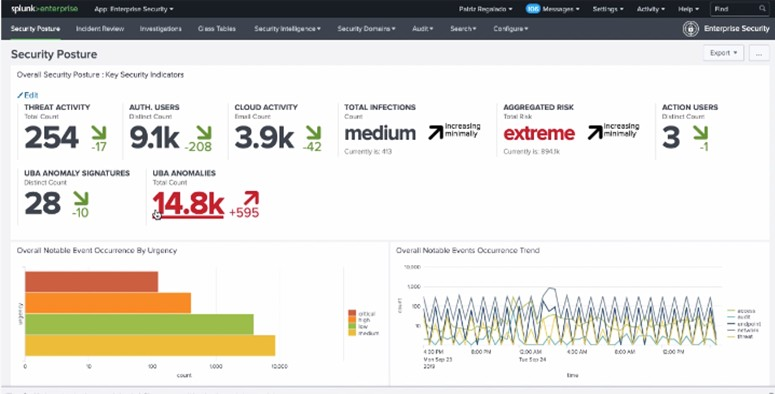 splunk>enterprise App: Enterprise Security Patriz Regalado 106 Messages Settings Activity Help Find
Security Posture Incident Review Investigations Glass Tables Security Intelligence Security Domains Audit Search Configure Enterprise Security
Security Posture Export ...
Overall Security Posture : Key Security Indicators
Edit
THREAT ACTIVITY AUTH. USERS CLOUD ACTIVITY TOTAL INFECTIONS AGGREGATED RISK ACTION USERS
Total Count Distinct Count Email Count Count Total Risk Distinct Count
254 -17 9.1k -208 3.9k -42 medium increasing minimally extreme increasing minimally 3 -1
Currently is: 413 Currently is: 894.1k
UBA ANOMALY SIGNATURES UBA ANOMALIES
Distinct Count Total Count
28 -10 14.8k +595
Overall Notable Event Occurrence By Urgency Overall Notable Events Occurrence Trend
urgency
critical
high
low
medium
0 10 100 1,000 10,000
count
10,000
1,000
100
10
count
access
audit
endpoint
network
threat
4:00 PM 8:00 PM 12:00 AM 4:00 AM 8:00 AM 12:00 PM
Mon Sep 23 Tue Sep 24
2019
time